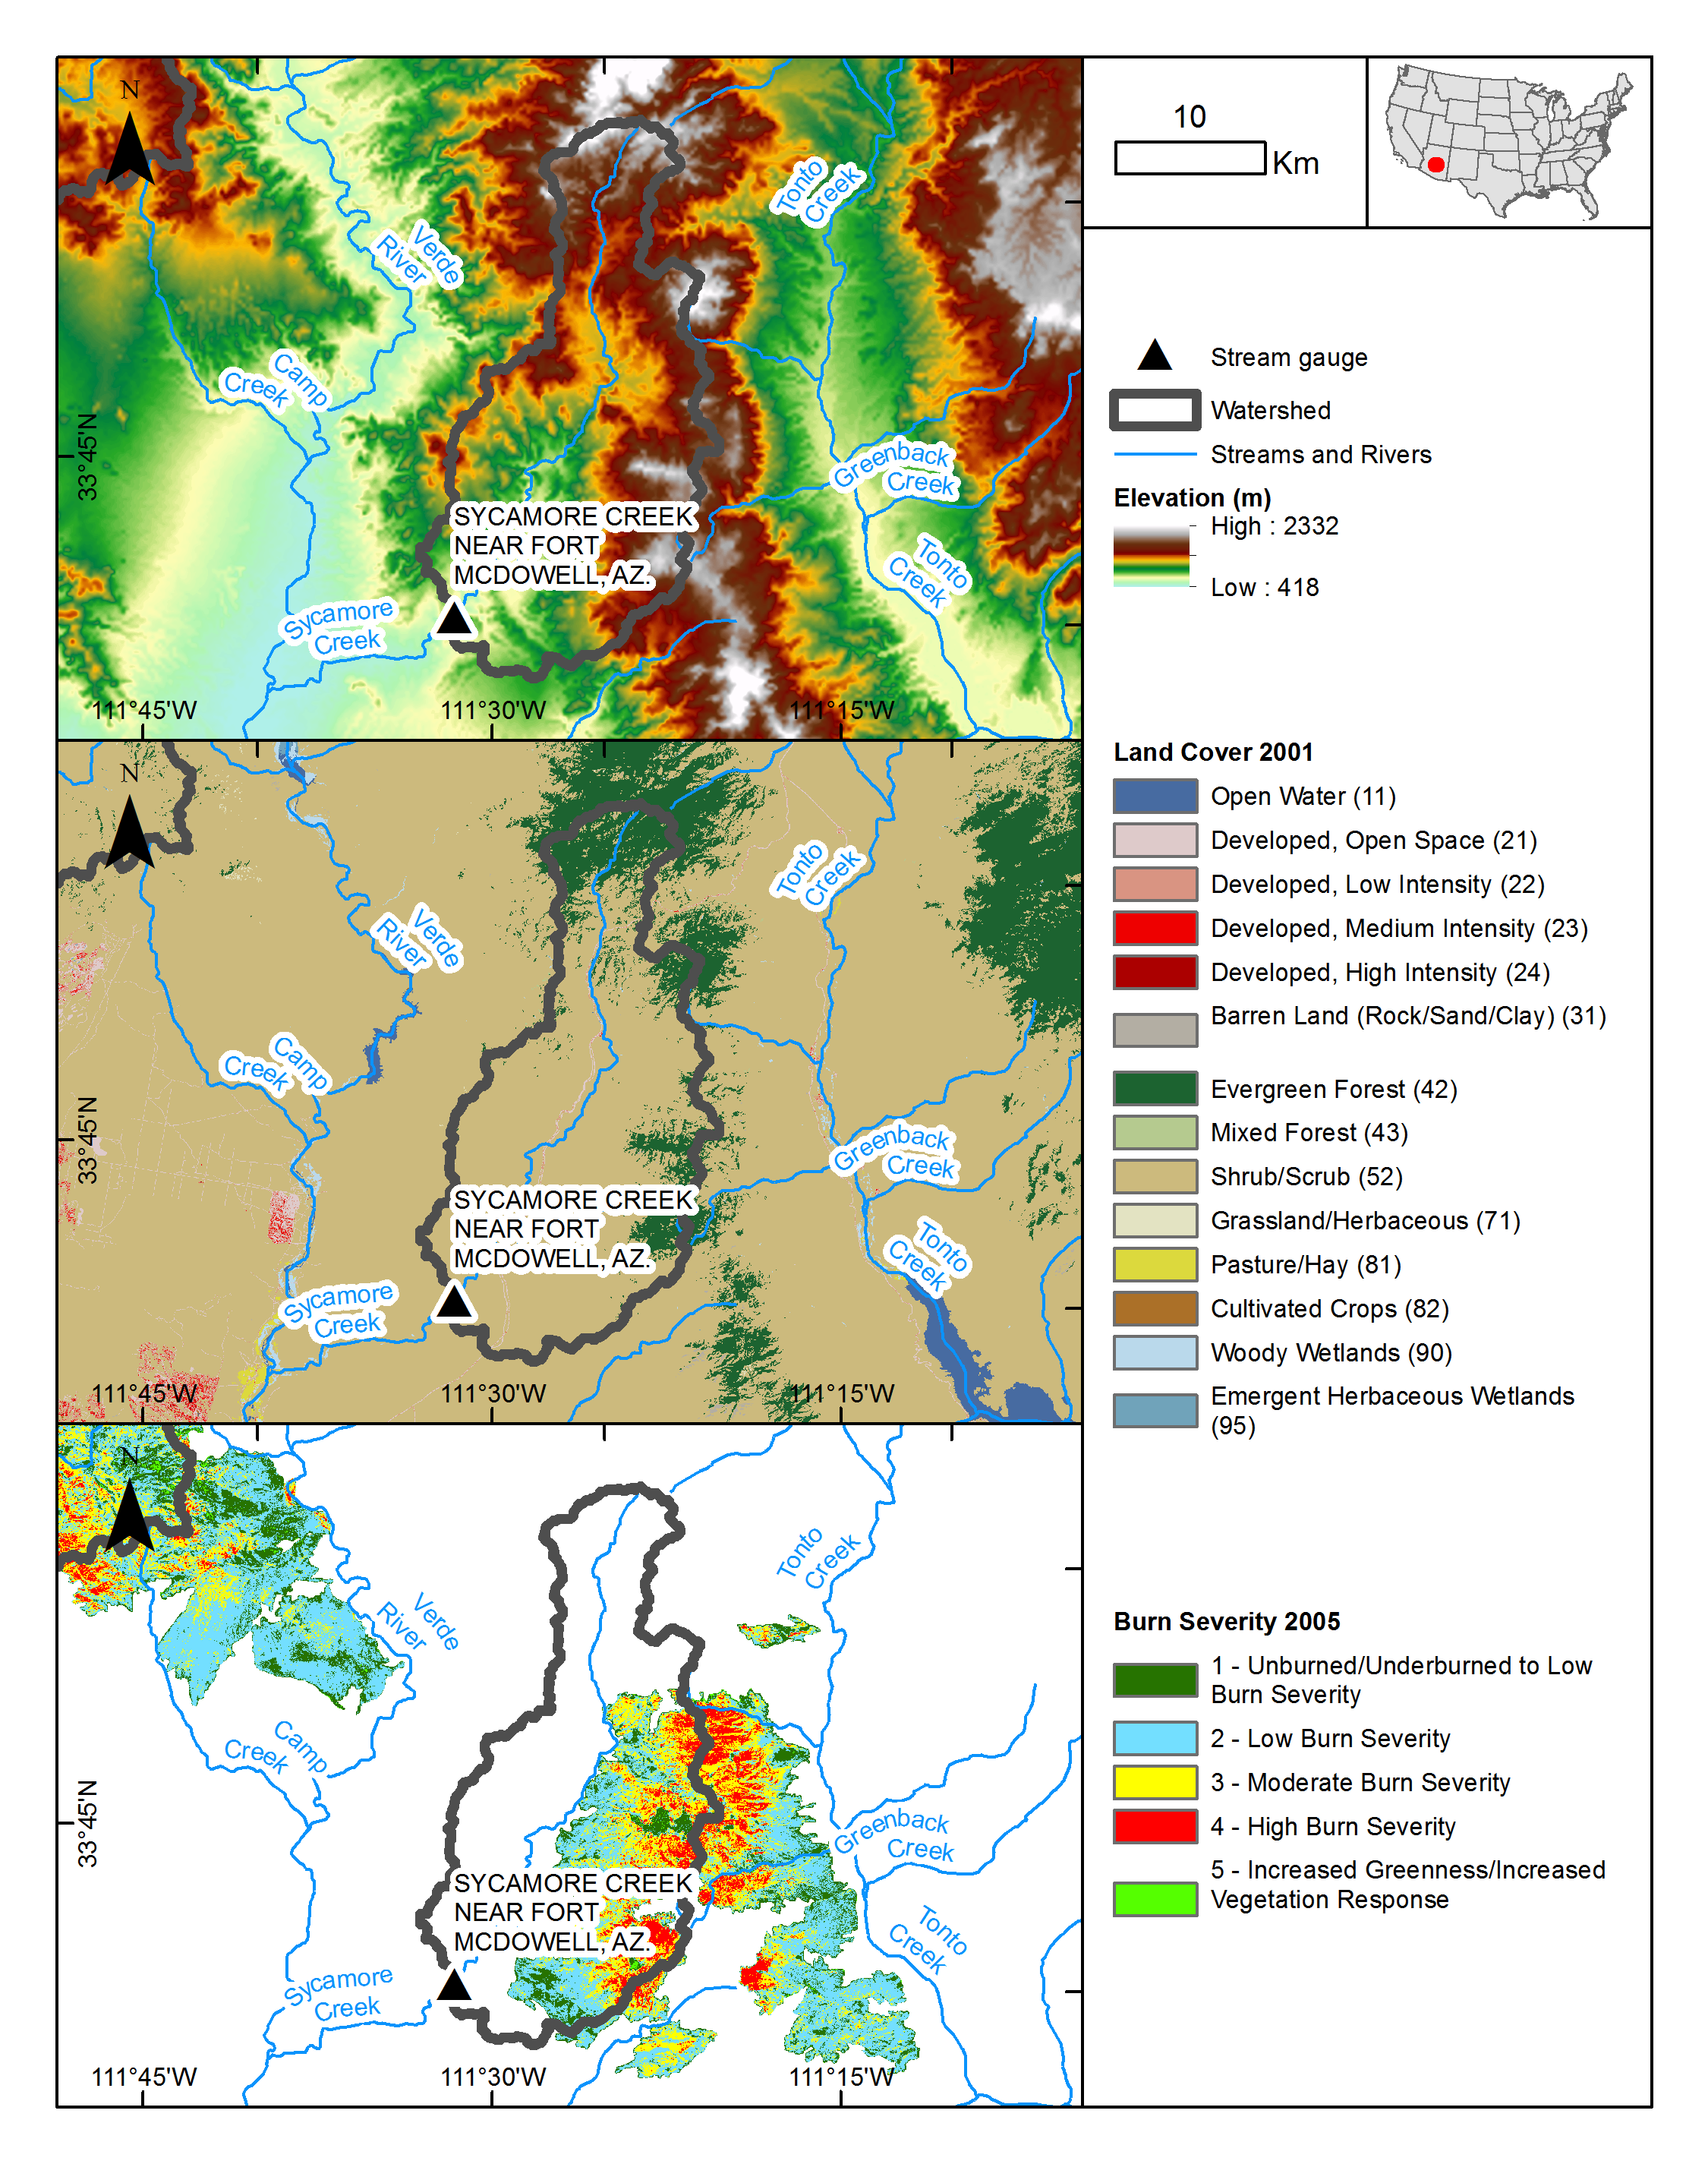 N
Verde
River
Tonto
Creek
Camp
Creek
33°45'N
Greenback
Creek
SYCAMORE CREEK
NEAR FORT
MCDOWELL, AZ.
Tonto
Creek
Sycamore
Creek
111°45'W
111°30'W
111°15'W
N
Tonto
Creek
Verde
River
Camp
Creek
33°45'N
Greenback
Creek
SYCAMORE CREEK
NEAR FORT
MCDOWELL, AZ.
Tonto
Creek
Sycamore
Creek
111°45'W
111°30'W
111°15'W
N
Tonto
Creek
Verde
River
Camp
Creek
33°45'N
Greenback
Creek
SYCAMORE CREEK
NEAR FORT
MCDOWELL, AZ.
Tonto
Creek
Sycamore
Creek
111°45'W
111°30'W
111°15'W
10
Km
Stream gauge
Watershed
Streams and Rivers
Elevation (m)
High : 2332
Low : 418
Land Cover 2001
Open Water (11)
Developed, Open Space (21)
Developed, Low Intensity (22)
Developed, Medium Intensity (23)
Developed, High Intensity (24)
Barren Land (Rock/Sand/Clay) (31)
Evergreen Forest (42)
Mixed Forest (43)
Shrub/Scrub (52)
Grassland/Herbaceous (71)
Pasture/Hay (81)
Cultivated Crops (82)
Woody Wetlands (90)
Emergent Herbaceous Wetlands
(95)
Burn Severity 2005
1 - Unburned/Underburned to Low
Burn Severity
2 - Low Burn Severity
3 - Moderate Burn Severity
4 - High Burn Severity
5 - Increased Greenness/Increased
Vegetation Response